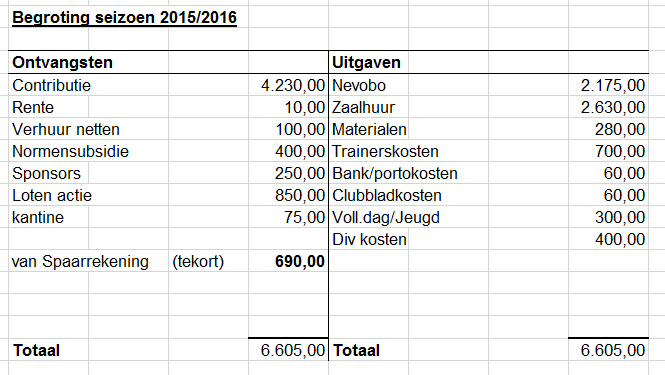 Begroting seizoen 2015/2016
Ontvangsten Uitgaven
Contributie 4.230,00 Nevobo 2.175,00
Rente 10,00 Zaalhuur 2.630,00
Verhuur netten 100,00 Materialen 280,00
Normensubsidie 400,00 Trainerskosten 700,00
Sponsors 250,00 Bank/portokosten 60,00
Loten actie 850,00 Clubbladkosten 60,00
kantine 75,00 Voll.dag/Jeugd 300,00
Div kosten 400,00
van Spaarrekening (tekort) 690,00
Totaal 6.605,00 Totaal 6.605,00